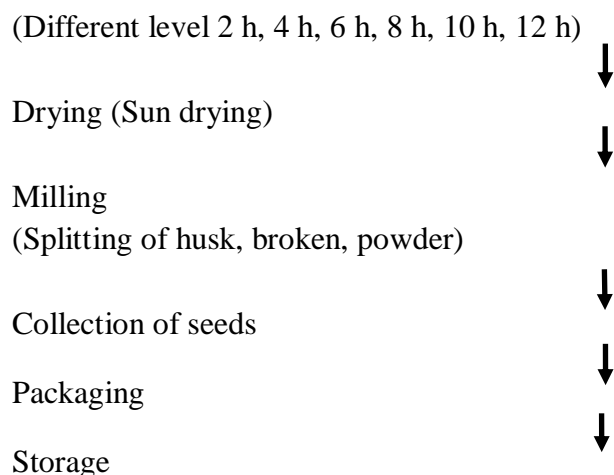 (Different level 2 h, 4 h, 6 h, 8 h, 10 h, 12 h)
Drying (Sun drying)
Milling
(Splitting of husk, broken, powder)
Collection of seeds
Packaging
Storage